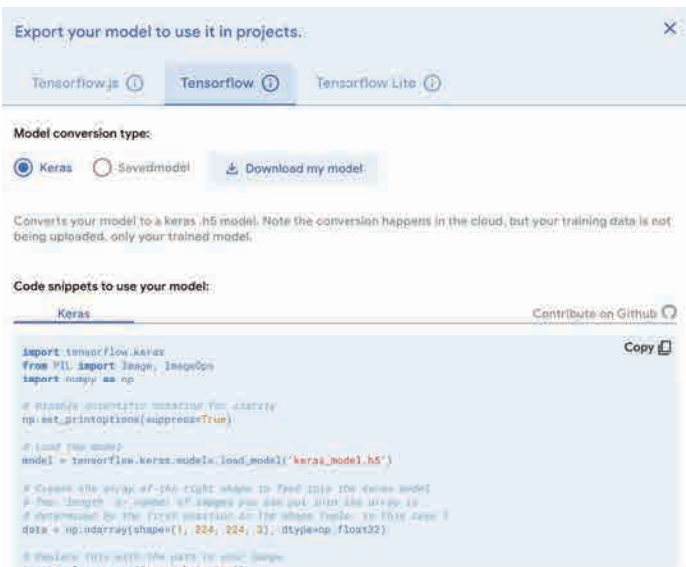 Export your model to use it in projects.
Tensorflow.js
Tensorflow
Tensorflow Lite
Model conversion type:
Keras
Savedmodel
Download my model
Converts your model to a keras .h5 model. Note the conversion happens in the cloud, but your training data is not
being uploaded, only your trained model.
Code snippets to use your model:
Keras
Contribute on Github
Copy
import tensorflow.keras
from PIL import Image, ImageOps
import numpy as np
# Disable scientific notation for clarity
np.set_printoptions(suppress=True)
# Load the model
model = tensorflow.keras.models.load_model('keras_model.h5')
# Create the array of the right shape to feed into the keras model
# The 'length' or number of images you can put into the array is
# determined by the first position in the shape tuple, in this case 1
data = np.ndarray(shape=(1, 224, 224, 3), dtype=np.float32)
# Replace this with the path to your image